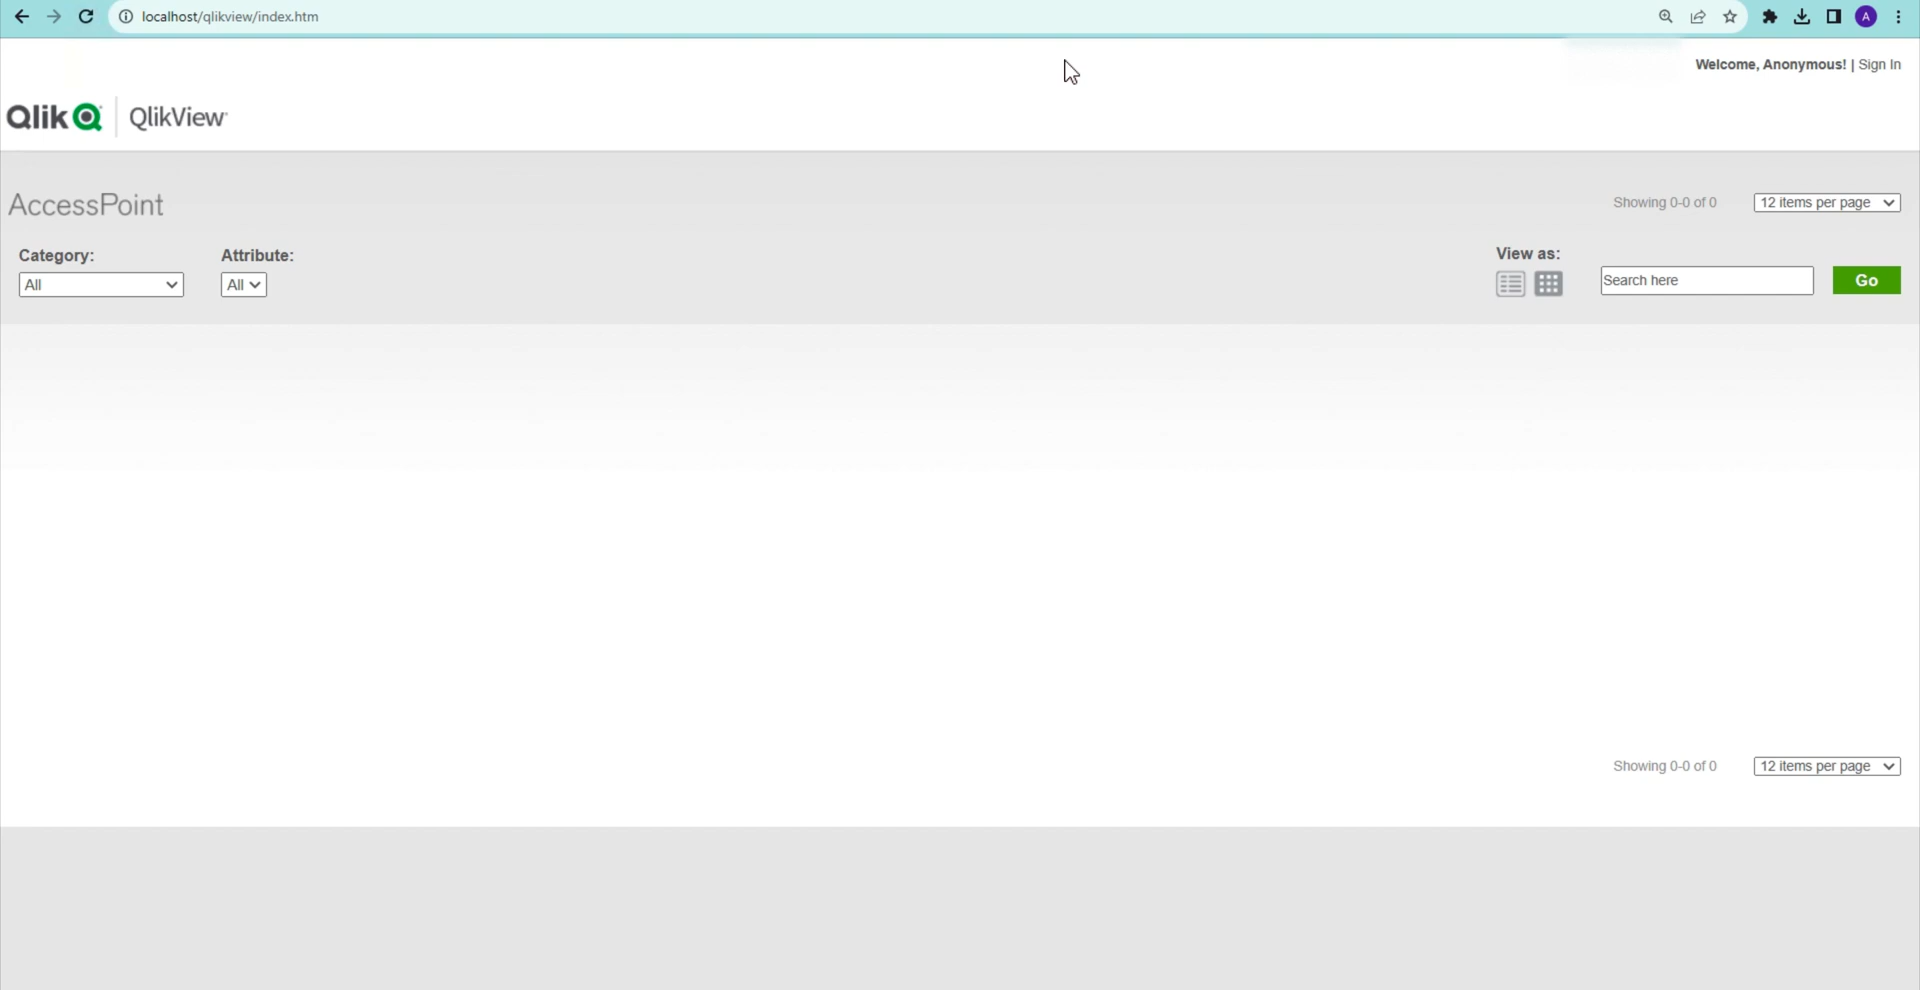 localhost/qlikview/index.htm
A
Welcome, Anonymous! | Sign In
Qlik QlikView
AccessPoint
Showing 0-0 of 0 12 items per page
Category: Attribute: View as:
All All Search here Go
Showing 0-0 of 0 12 items per page